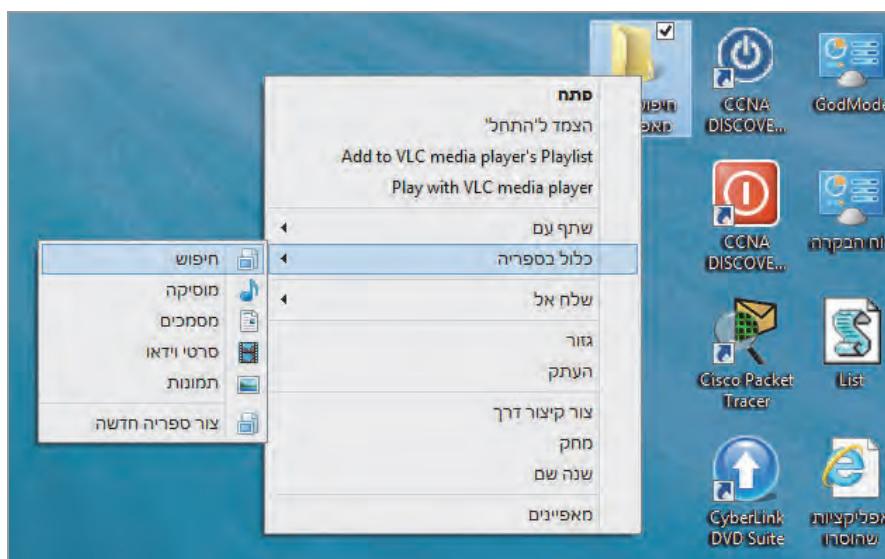 פתח
הצמד ל'התחל'
Add to VLC media player's Playlist
Play with VLC media player
שתף עם
כלול בספריה
שלח אל
גזור
העתק
צור קיצור דרך
מחק
שנה שם
מאפיינים
חיפוש
מוסיקה
מסמכים
סרטי וידאו
תמונות
צור ספריה חדשה
CCNA
DISCOVE...
GodMode
CCNA
DISCOVE...
הבקרה
Cisco Packet
Tracer
List
CyberLink
DVD Suite
שהוסרו